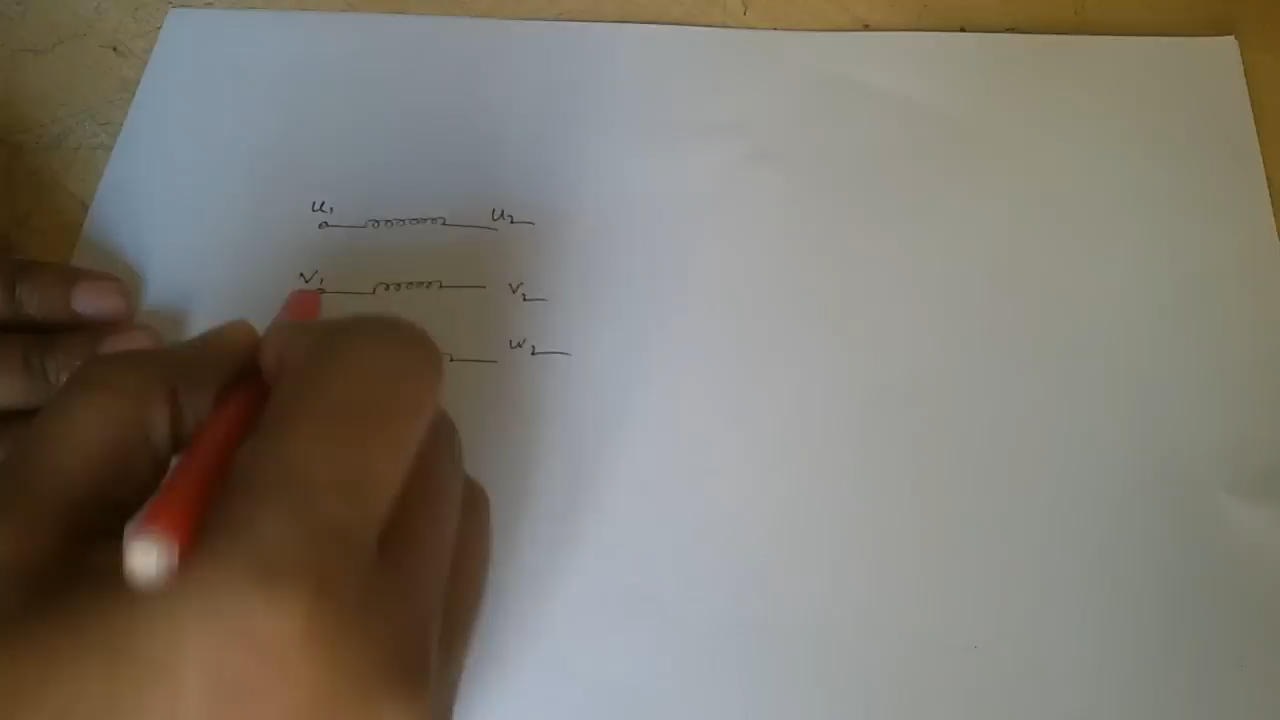 U₁ U₂
V₁ V₂
W₂